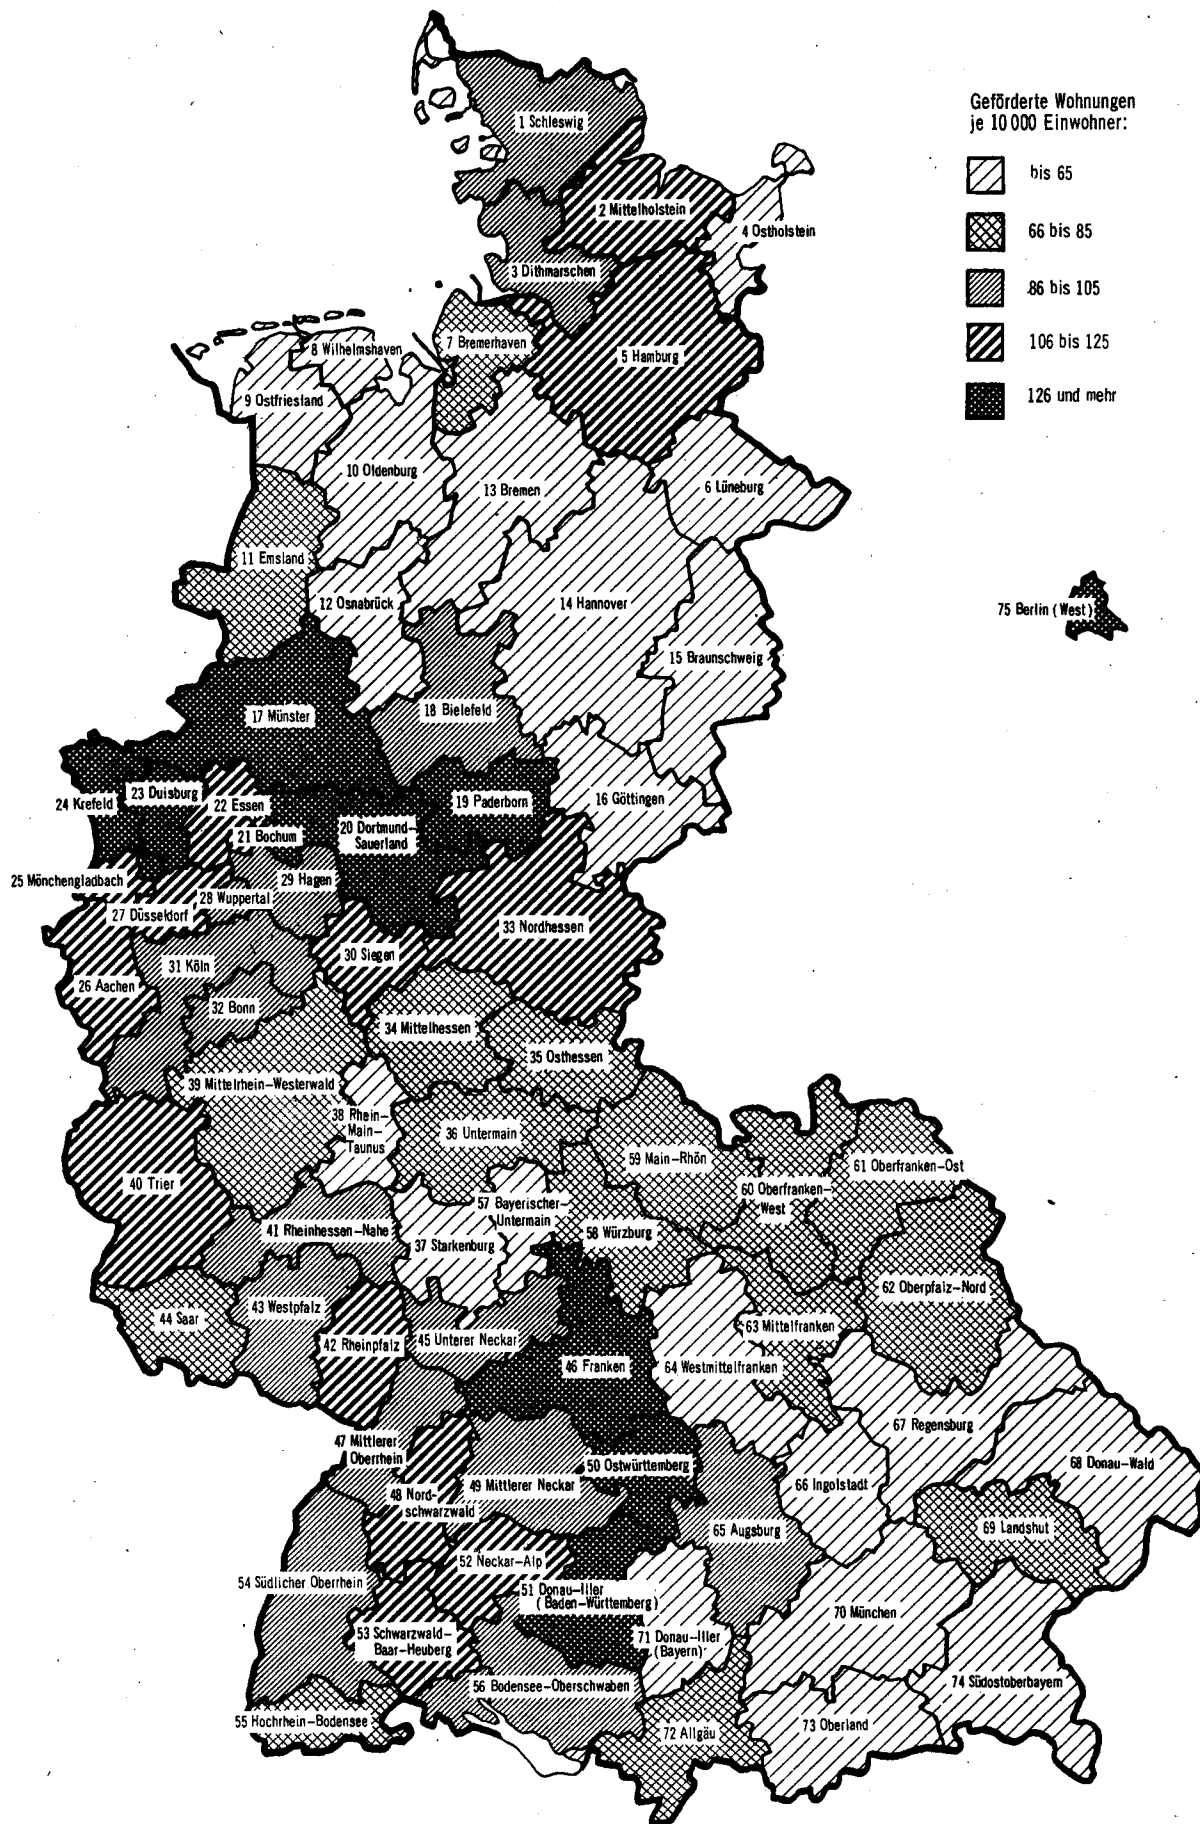 Geförderte Wohnungen
je 10 000 Einwohner:
bis 65
66 bis 85
86 bis 105
106 bis 125
126 und mehr
1 Schleswig
2 Mittelholstein
4 Ostholstein
3 Dithmarschen
7 Bremerhaven
8 Wilhelmshaven
5 Hamburg
9 Ostfriesland
10 Oldenburg
13 Bremen
6 Lüneburg
11 Emsland
12 Osnabrück
14 Hannover
75 Berlin (West)
15 Braunschweig
17 Münster
18 Bielefeld
23 Duisburg
24 Krefeld
22 Essen
19 Paderborn
16 Göttingen
21 Bochum
20 Dortmund-
Sauerland
25 Mönchengladbach
29 Hagen
28 Wuppertal
27 Düsseldorf
33 Nordhessen
30 Siegen
31 Köln
26 Aachen
32 Bonn
34 Mittelhessen
35 Osthessen
39 Mittelrhein-Westerwald
38 Rhein-
Main-
Taunus
36 Untermain
59 Main-Rhön
61 Oberfranken-Ost
40 Trier
60 Oberfranken-
West
57 Bayerischer-
Untermain
41 Rheinhessen-Nahe
58 Würzburg
37 Starkenburg
62 Oberpfalz-Nord
43 Westpfalz
44 Saar
63 Mittelfranken
42 Rheinpfalz
45 Unterer Neckar
46 Franken
64 Westmittelfranken
67 Regensburg
47 Mittlerer
Oberrhein
50 Ostwürttemberg
68 Donau-Wald
49 Mittlerer Neckar
66 Ingolstadt
48 Nord-
schwarzwald
69 Landshut
65 Augsburg
52 Neckar-Alp
54 Südlicher Oberrhein
51 Donau-Iller
(Baden-Württemberg)
70 München
53 Schwarzwald-
Baar-Heuberg
71 Donau-Iller
(Bayern)
74 Südostoberbayern
56 Bodensee-Oberschwaben
55 Hochrhein-Bodensee
73 Oberland
72 Allgäu